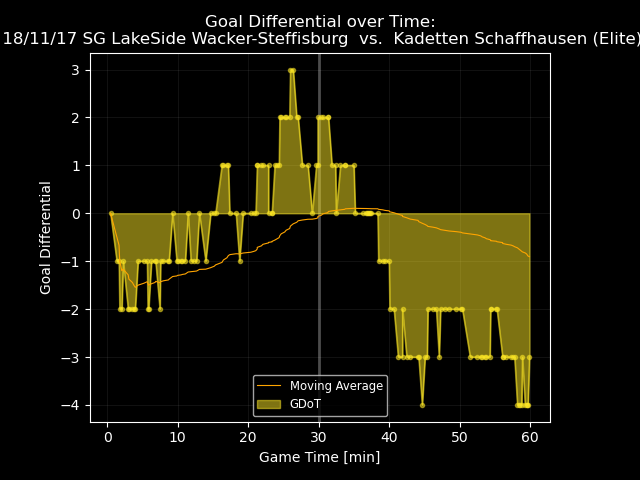 Goal Differential over Time:
18/11/17 SG LakeSide Wacker-Steffisburg vs. Kadetten Schaffhausen (Elite)
3
2
1
0
−1
−2
−3
−4
Goal Differential
Moving Average
GDoT
0 10 20 30 40 50 60
Game Time [min]